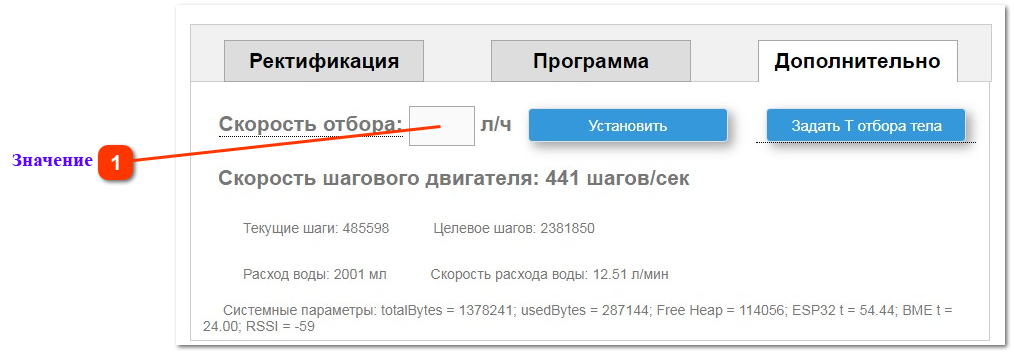 Ректификация Программа Дополнительно
Скорость отбора: л/ч Установить Задать Т отбора тела
Значение 1
Скорость шагового двигателя: 441 шагов/сек
Текущие шаги: 485598 Целевое шагов: 2381850
Расход воды: 2001 мл Скорость расхода воды: 12.51 л/мин
Системные параметры: totalBytes = 1378241; usedBytes = 287144; Free Heap = 114056; ESP32 t = 54.44; BME t =
24.00; RSSI = -59